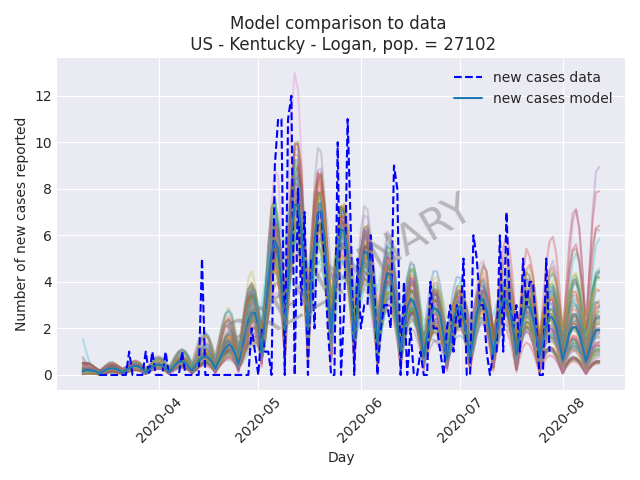 Model comparison to data
US - Kentucky - Logan, pop. = 27102
new cases data
new cases model
Number of new cases reported
12
10
8
6
4
2
0
2020-04
2020-05
2020-06
2020-07
2020-08
Day